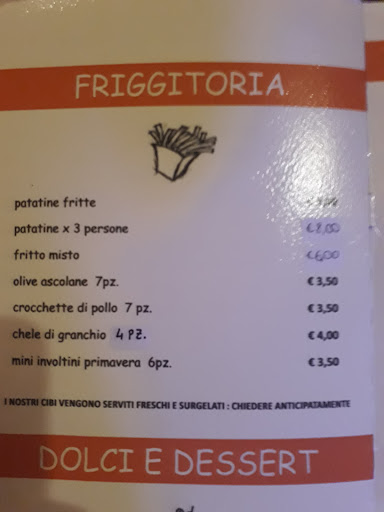 FRIGGITORIA
patatine fritte
patatine x 3 persone €8,00
fritto misto €6,00
olive ascolane 7pz. €3,50
crocchette di pollo 7 pz. €3,50
chele di granchio 4 PZ. €4,00
mini involtini primavera 6pz. €3,50
I NOSTRI CIBI VENGONO SERVITI FRESCHI E SURGELATI : CHIEDERE ANTICIPATAMENTE
DOLCI E DESSERT